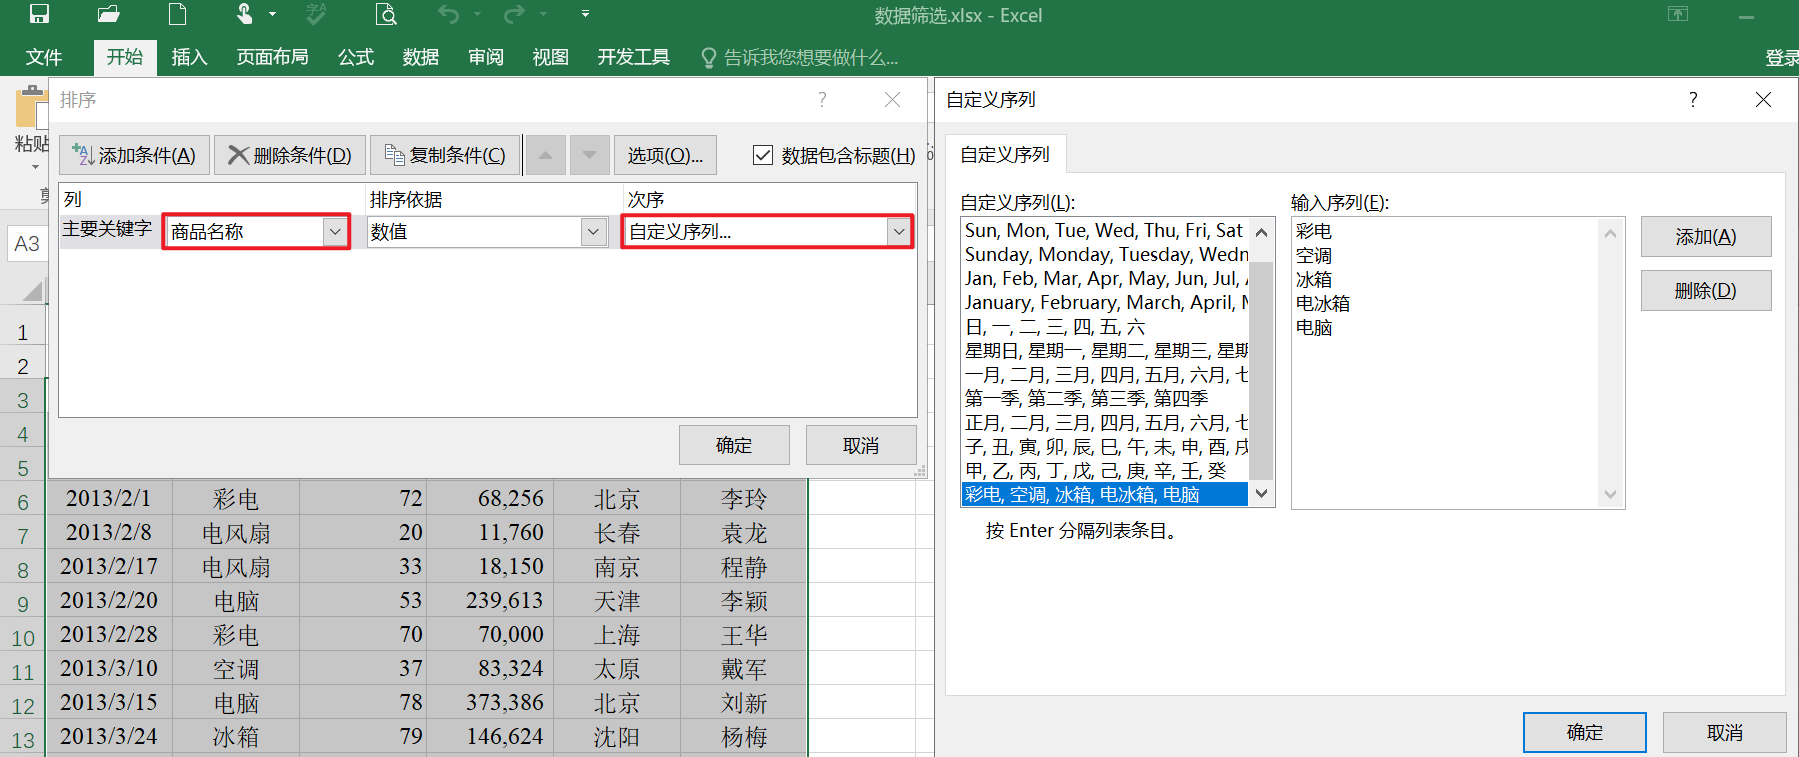 数据筛选.xlsx - Excel
文件 开始 插入 页面布局 公式 数据 审阅 视图 开发工具 告诉我您想要做什么... 登录
粘贴
A3
排序 ?
添加条件(A) 删除条件(D) 复制条件(C) 选项(O)... 数据包含标题(H)
列 排序依据 次序
主要关键字 商品名称 数值 自定义序列...
确定 取消
1
2
3
4
5
6 2013/2/1 彩电 72 68,256 北京 李玲
7 2013/2/8 电风扇 20 11,760 长春 袁龙
8 2013/2/17 电风扇 33 18,150 南京 程静
9 2013/2/20 电脑 53 239,613 天津 李颖
10 2013/2/28 彩电 70 70,000 上海 王华
11 2013/3/10 空调 37 83,324 太原 戴军
12 2013/3/15 电脑 78 373,386 北京 刘新
13 2013/3/24 冰箱 79 146,624 沈阳 杨梅
自定义序列 ?
自定义序列
自定义序列(L):
Sun, Mon, Tue, Wed, Thu, Fri, Sat
Sunday, Monday, Tuesday, Wedn
Jan, Feb, Mar, Apr, May, Jun, Jul,
January, February, March, April,
日, 一, 二, 三, 四, 五, 六
星期日, 星期一, 星期二, 星期三, 星期
一月, 二月, 三月, 四月, 五月, 六月, 七
第一季, 第二季, 第三季, 第四季
正月, 二月, 三月, 四月, 五月, 六月, 七
子, 丑, 寅, 卯, 辰, 巳, 午, 未, 申, 酉, 戌
甲, 乙, 丙, 丁, 戊, 己, 庚, 辛, 壬, 癸
彩电, 空调, 冰箱, 电冰箱, 电脑
输入序列(E):
彩电
空调
冰箱
电冰箱
电脑
添加(A)
删除(D)
按 Enter 分隔列表条目。
确定 取消